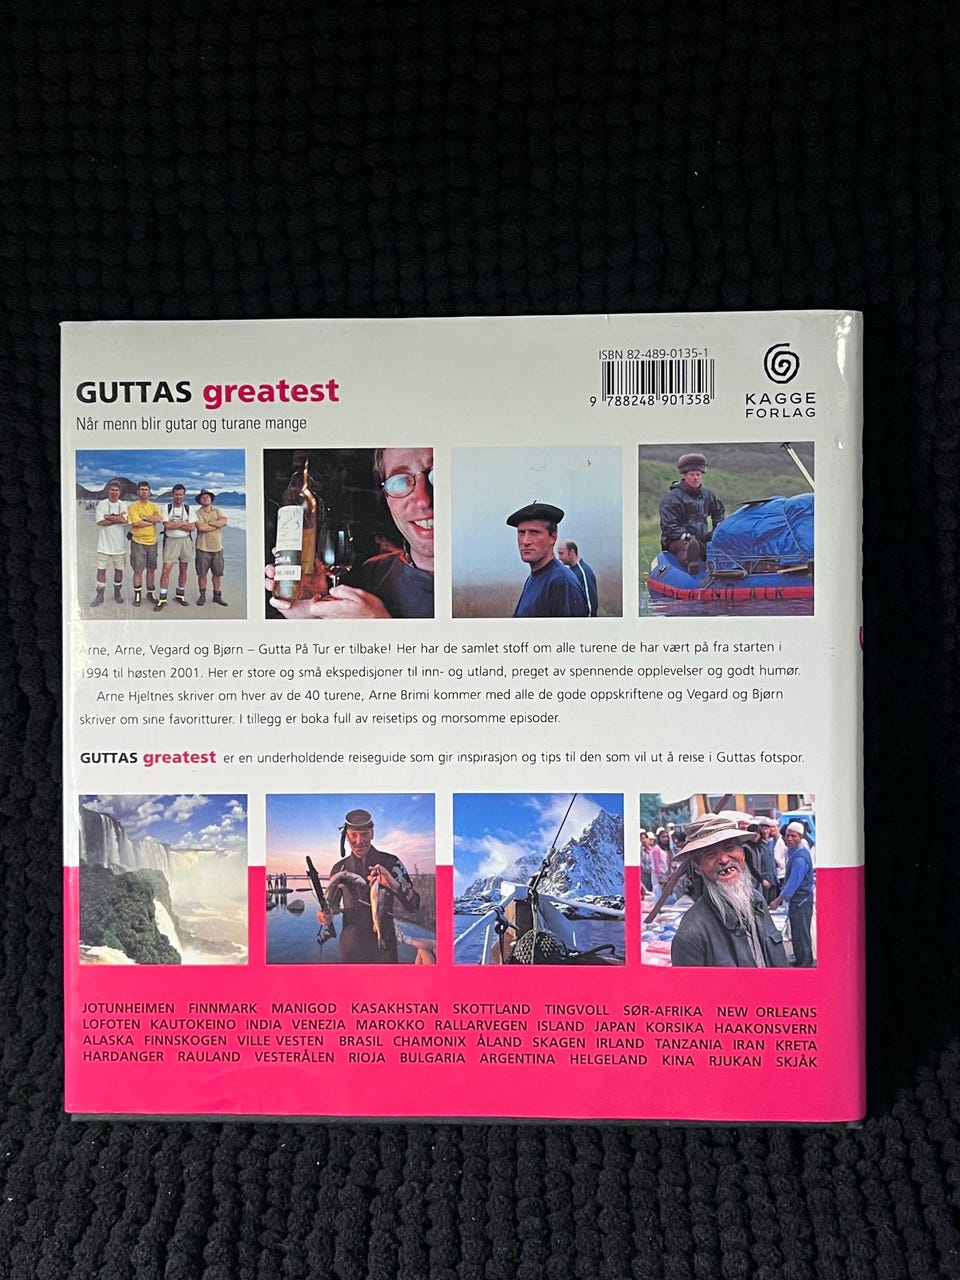 ISBN 82-489-0135-1
9 788248 901358
KAGGE
FORLAG
GUTTAS greatest
Når menn blir gutar og turane mange
Arne, Arne, Vegard og Bjørn – Gutta På Tur er tilbake! Her har de samlet stoff om alle turene de har vært på fra starten i
1994 til høsten 2001. Her er store og små ekspedisjoner til inn- og utland, preget av spennende opplevelser og godt humør.
Arne Hjeltnes skriver om hver av de 40 turene, Arne Brimi kommer med alle de gode oppskriftene og Vegard og Bjørn
skriver om sine favoritturer. I tillegg er boka full av reisetips og morsomme episoder.
GUTTAS greatest er en underholdende reiseguide som gir inspirasjon og tips til den som vil ut å reise i Guttas fotspor.
JOTUNHEIMEN FINNMARK MANIGOD KASAKHSTAN SKOTTLAND TINGVOLL SØR-AFRIKA NEW ORLEANS
LOFOTEN KAUTOKEINO INDIA VENEZIA MAROKKO RALLARVEGEN ISLAND JAPAN KORSIKA HAAKONSVERN
ALASKA FINNSKOGEN VILLE VESTEN BRASIL CHAMONIX ÅLAND SKAGEN IRLAND TANZANIA IRAN KRETA
HARDANGER RAULAND VESTERÅLEN RIOJA BULGARIA ARGENTINA HELGELAND KINA RJUKAN SKJÅK